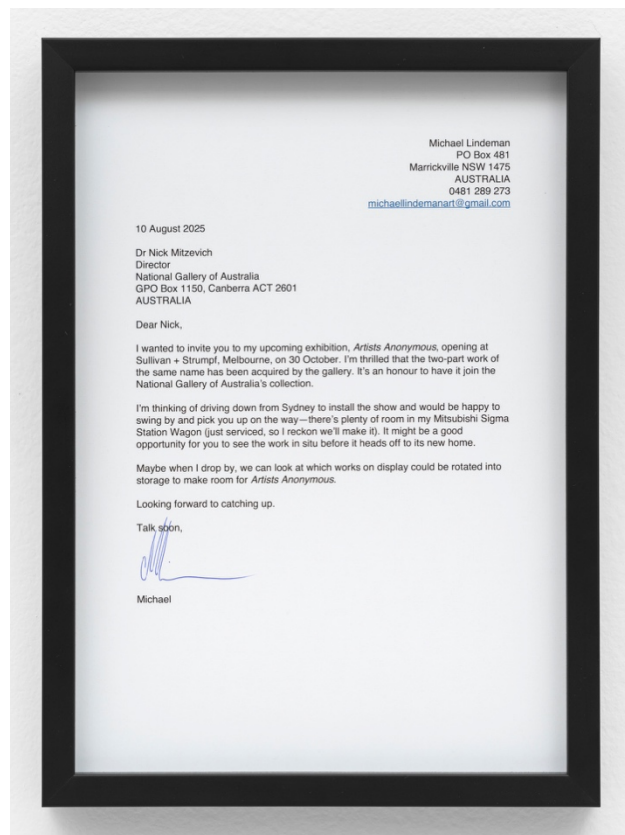 Michael Lindeman
PO Box 481
Marrickville NSW 1475
AUSTRALIA
0481 289 273
michaellindemanart@gmail.com
10 August 2025
Dr Nick Mitzevich
Director
National Gallery of Australia
GPO Box 1150, Canberra ACT 2601
AUSTRALIA
Dear Nick,
I wanted to invite you to my upcoming exhibition, Artists Anonymous, opening at
Sullivan + Strumpf, Melbourne, on 30 October. I'm thrilled that the two-part work of
the same name has been acquired by the gallery. It's an honour to have it join the
National Gallery of Australia's collection.
I'm thinking of driving down from Sydney to install the show and would be happy to
swing by and pick you up on the way—there's plenty of room in my Mitsubishi Sigma
Station Wagon (just serviced, so I reckon we'll make it). It might be a good
opportunity for you to see the work in situ before it heads off to its new home.
Maybe when I drop by, we can look at which works on display could be rotated into
storage to make room for Artists Anonymous.
Looking forward to catching up.
Talk soon,
Michael